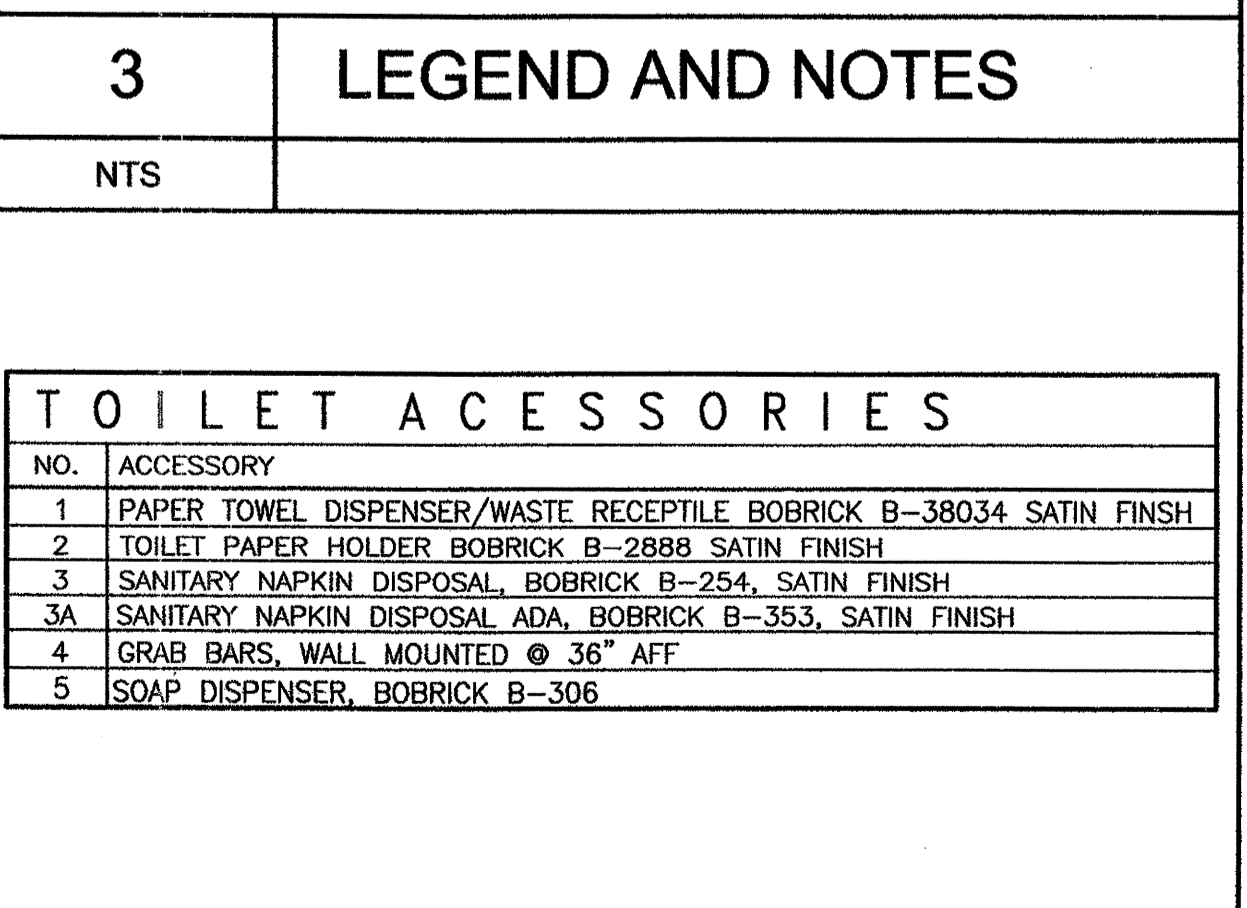 3 LEGEND AND NOTES
NTS
TOILET ACESSORIES
NO. ACCESSORY
1 PAPER TOWEL DISPENSER/WASTE RECEPTILE BOBRICK B-38034 SATIN FINSH
2 TOILET PAPER HOLDER BOBRICK B-2888 SATIN FINISH
3 SANITARY NAPKIN DISPOSAL, BOBRICK B-254, SATIN FINISH
3A SANITARY NAPKIN DISPOSAL ADA, BOBRICK B-353, SATIN FINISH
4 GRAB BARS, WALL MOUNTED @ 36" AFF
5 SOAP DISPENSER, BOBRICK B-306